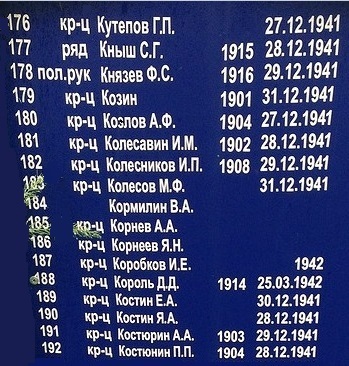 176 кр-ц Кутепов Г.П. 27.12.1941
177 ряд Кныш С.Г. 1915 28.12.1941
178 пол.рук Князев Ф.С. 1916 29.12.1941
179 кр-ц Козин 1901 31.12.1941
180 кр-ц Козлов А.Ф. 1904 27.12.1941
181 кр-ц Колесавин И.М. 1902 28.12.1941
182 кр-ц Колесников И.П. 1908 29.12.1941
183 кр-ц Колесов М.Ф. 31.12.1941
184 Кормилин В.А.
185 кр-ц Корнев А.А.
186 кр-ц Корнеев Я.Н.
187 кр-ц Коробков И.Е. 1942
188 кр-ц Король Д.Д. 1914 25.03.1942
189 кр-ц Костин Е.А. 30.12.1941
190 кр-ц Костин Я.А. 28.12.1941
191 кр-ц Костюрин А.А. 1903 29.12.1941
192 кр-ц Костюнин П.П. 1904 28.12.1941